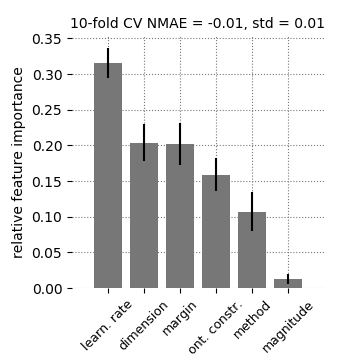 10-fold CV NMAE = -0.01, std = 0.01
relative feature importance
0.35
0.30
0.25
0.20
0.15
0.10
0.05
0.00
learn. rate
dimension
margin
ont. constr.
method
magnitude